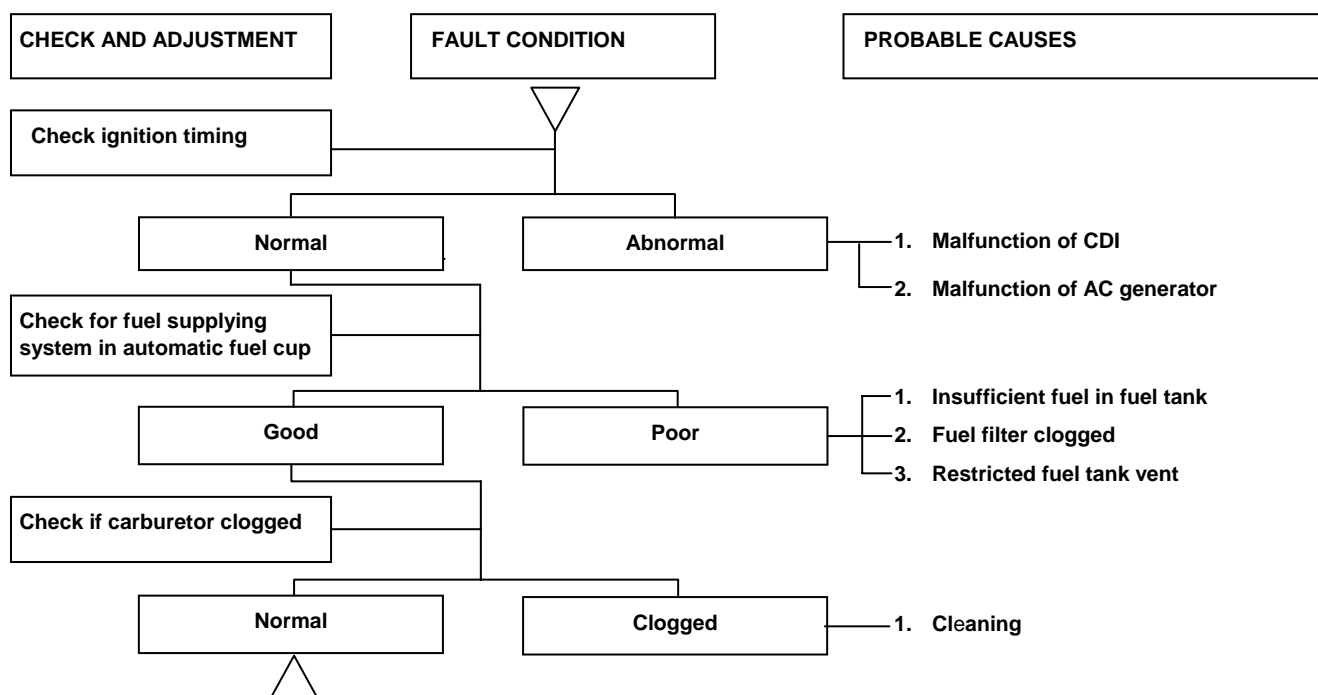 CHECK AND ADJUSTMENT
FAULT CONDITION
PROBABLE CAUSES
Check ignition timing
Normal
Abnormal
1. Malfunction of CDI
2. Malfunction of AC generator
Check for fuel supplying
system in automatic fuel cup
Good
Poor
1. Insufficient fuel in fuel tank
2. Fuel filter clogged
3. Restricted fuel tank vent
Check if carburetor clogged
Normal
Clogged
1. Cleaning